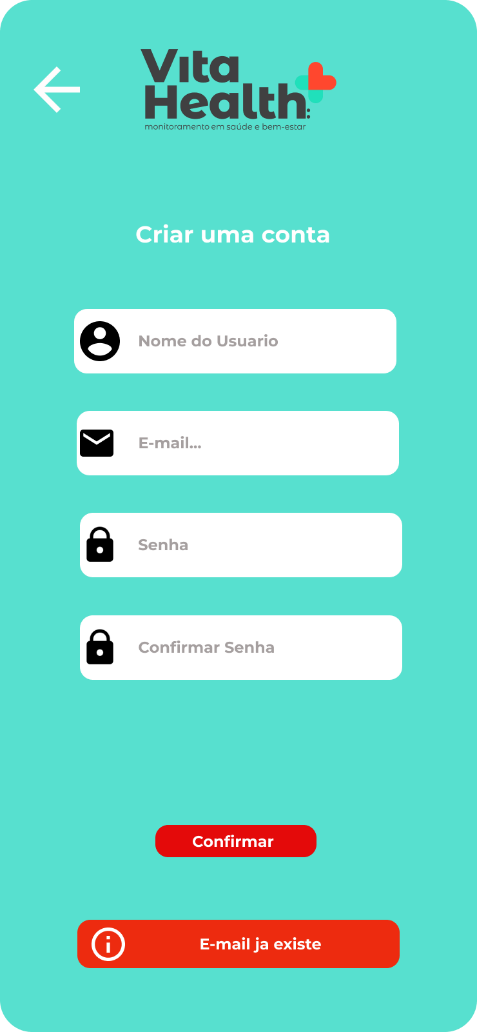 Vita
Health:
monitoramento em saúde e bem-estar
Criar uma conta
Nome do Usuario
E-mail...
Senha
Confirmar Senha
Confirmar
E-mail ja existe